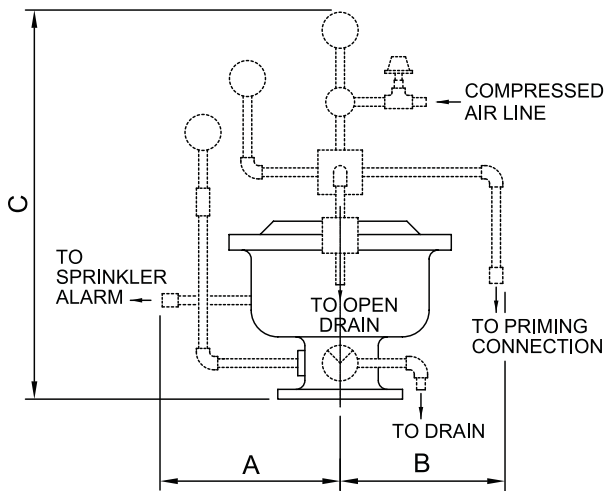 COMPRESSED
AIR LINE
C
TO
SPRINKLER
ALARM
TO OPEN
DRAIN
TO PRIMING
CONNECTION
TO DRAIN
A
B